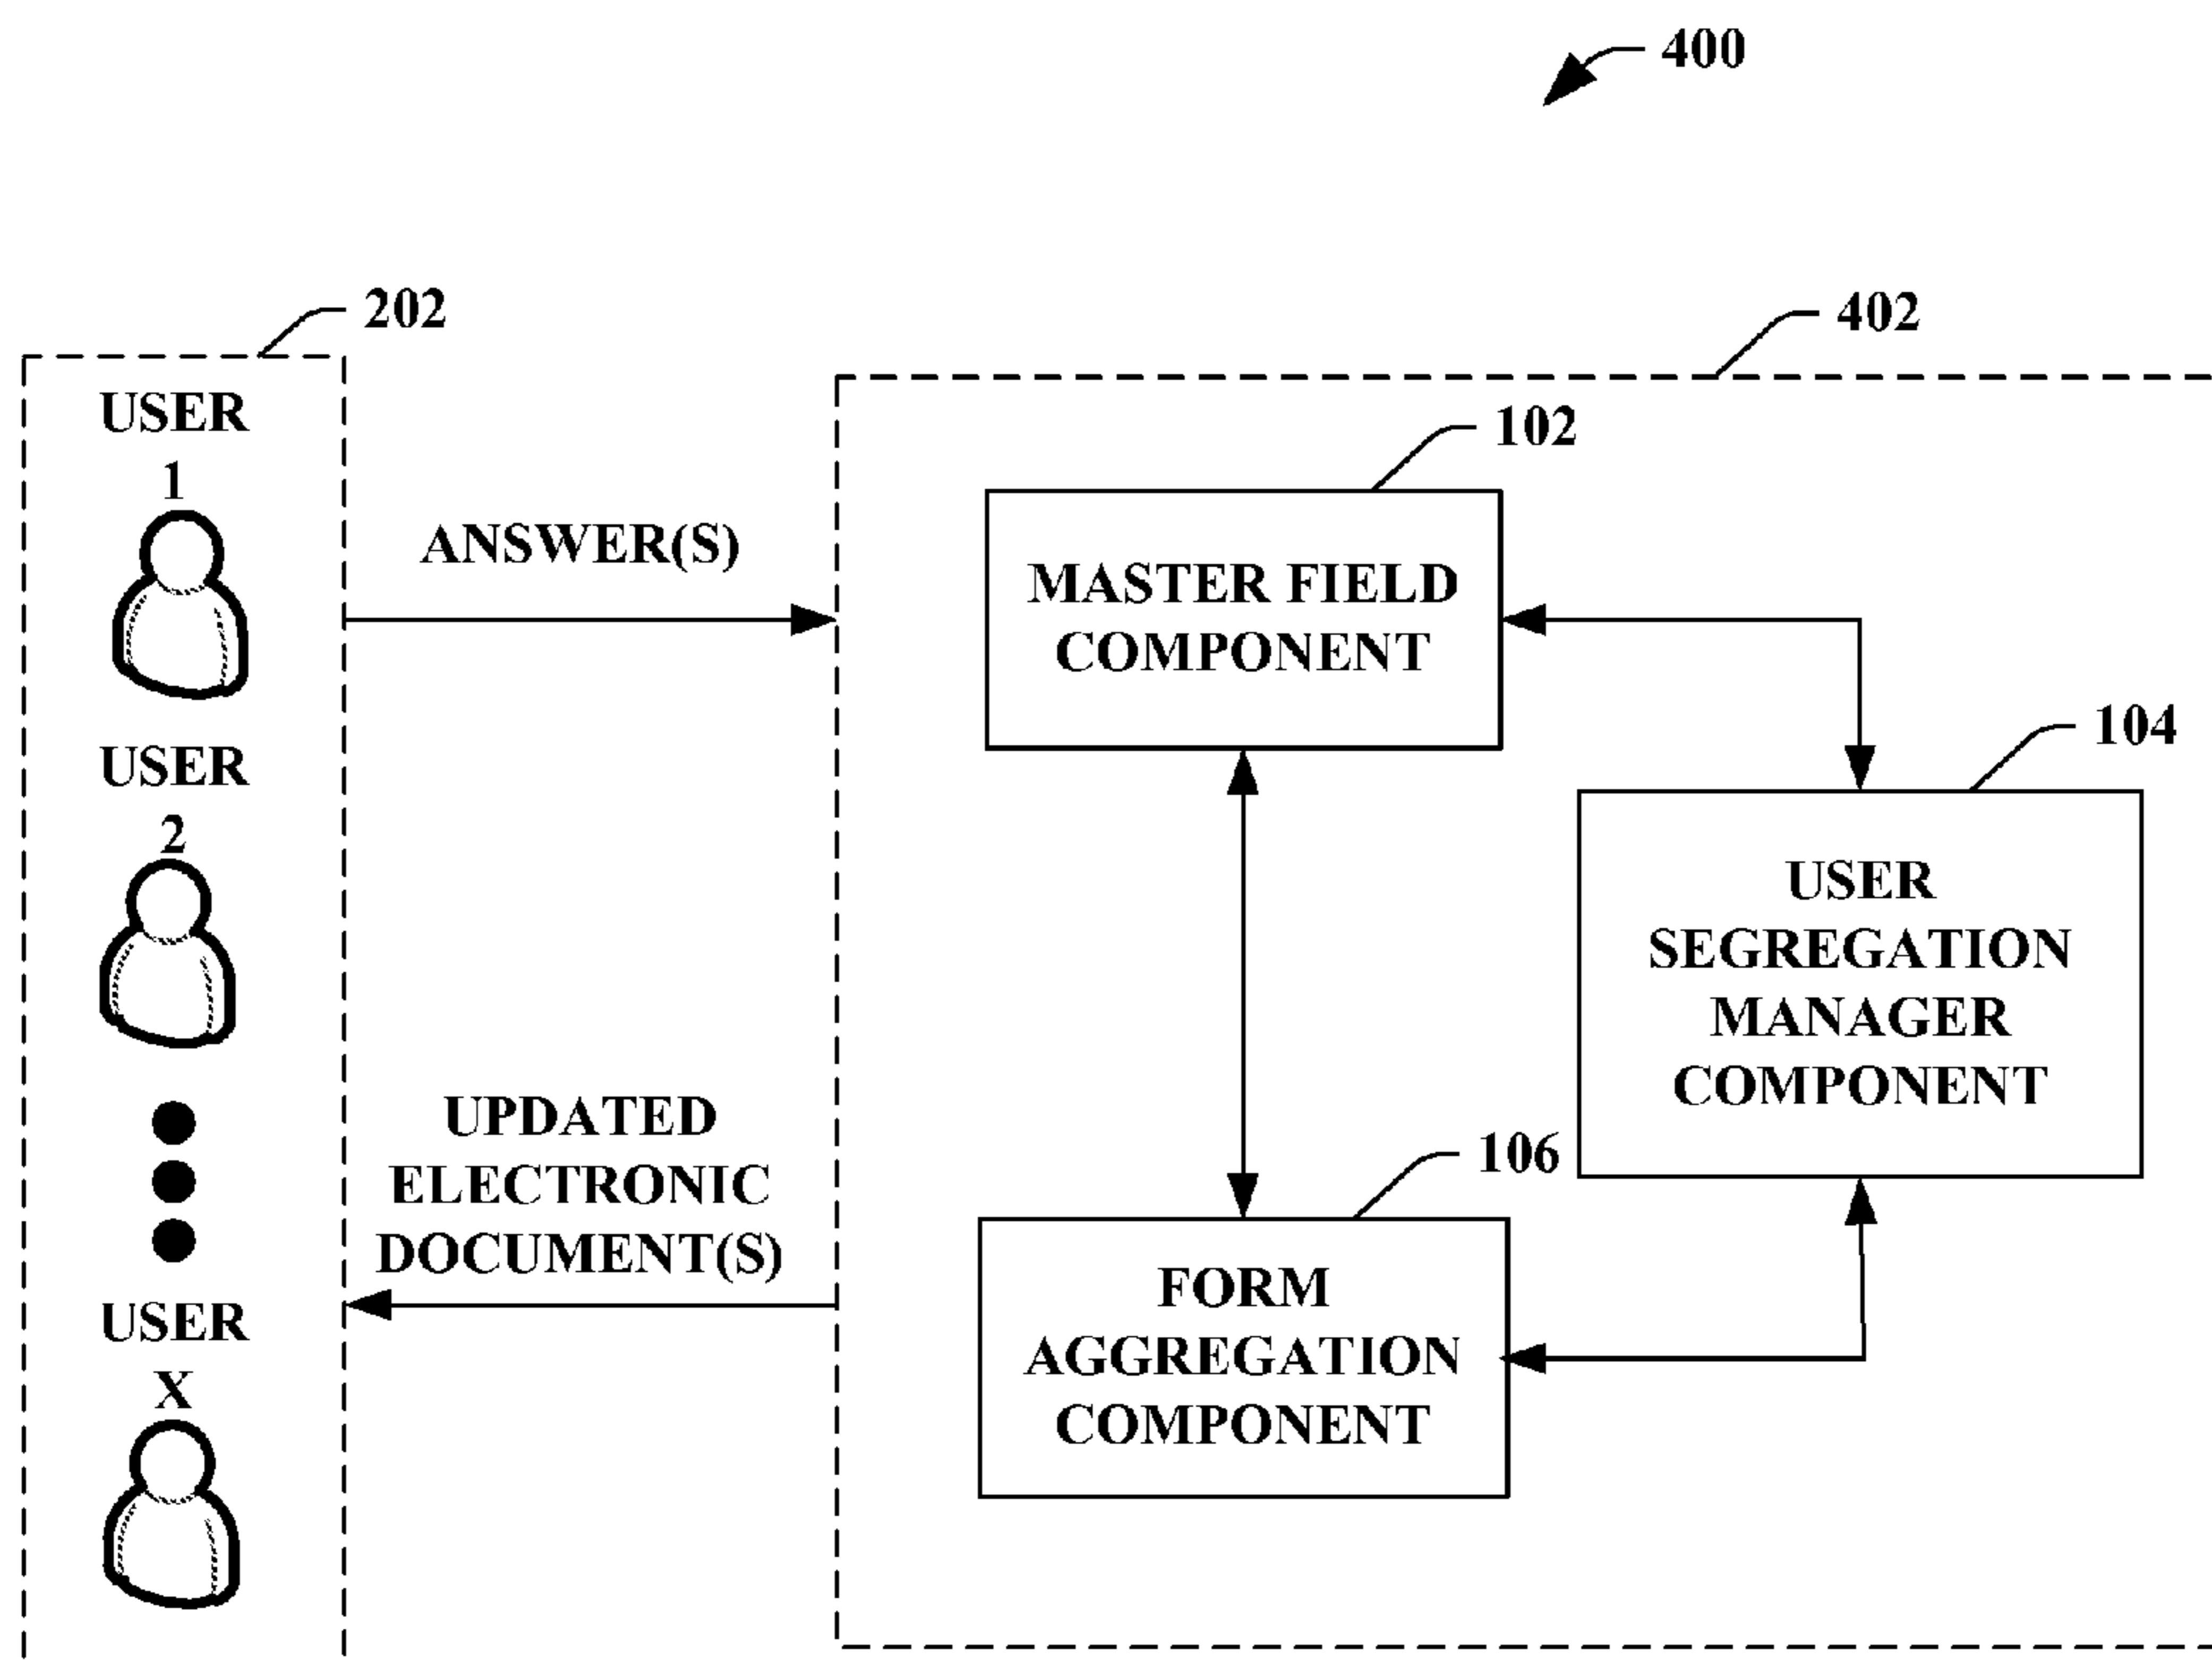 400
202
402
USER
1
ANSWER(S)
102
MASTER FIELD
COMPONENT
USER
2
104
USER
SEGREGATION
MANAGER
COMPONENT
UPDATED
ELECTRONIC
DOCUMENT(S)
106
FORM
AGGREGATION
COMPONENT
USER
X